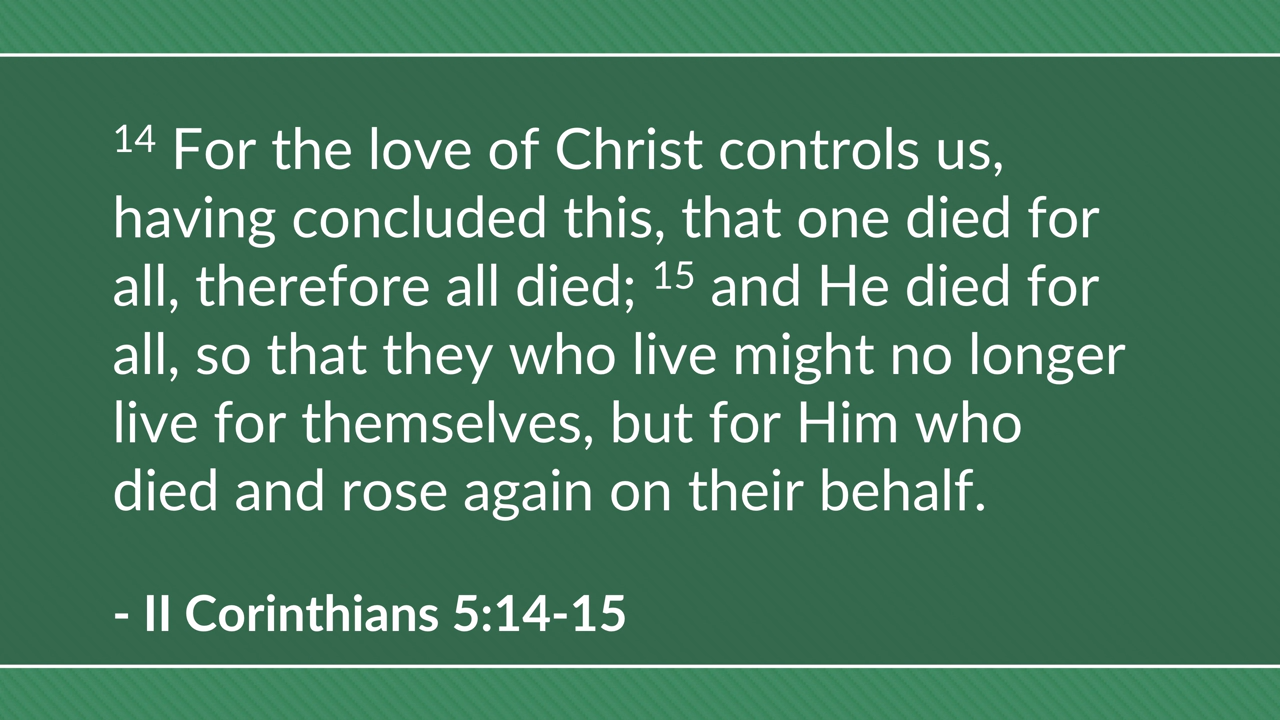 14 For the love of Christ controls us,
having concluded this, that one died for
all, therefore all died; 15 and He died for
all, so that they who live might no longer
live for themselves, but for Him who
died and rose again on their behalf.
- II Corinthians 5:14-15